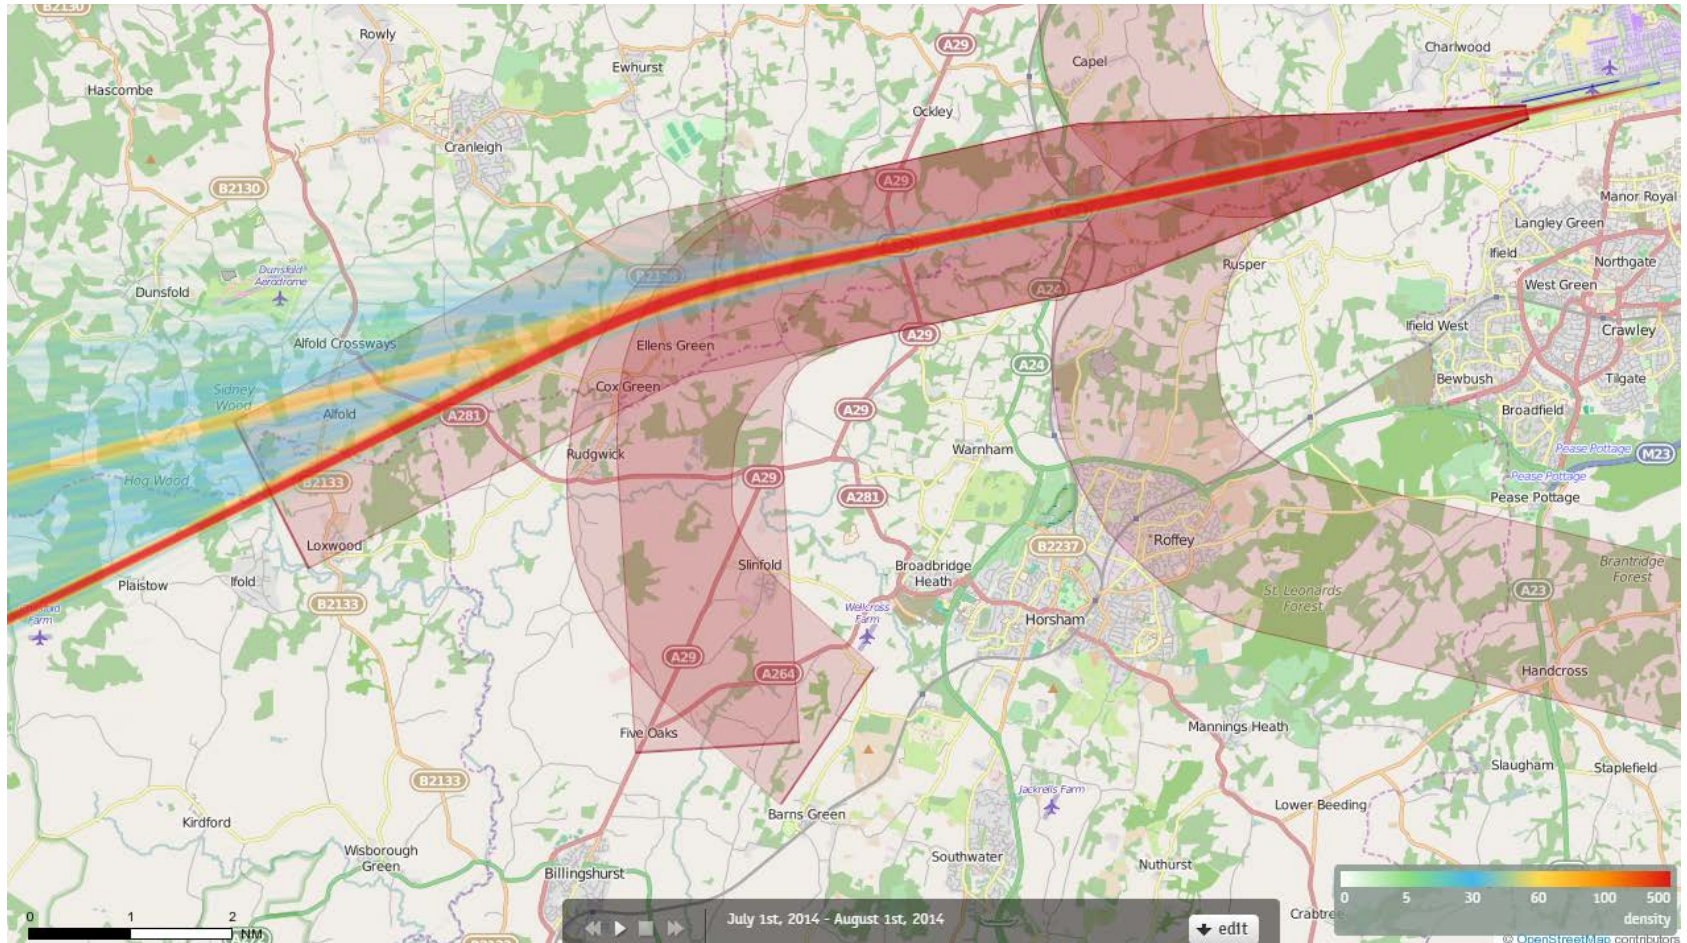 B2130
Rowly
Ewhurst
A29
Capel
Charlwood
Hascombe
Ockley
Cranleigh
B2130
A29
Manor Royal
Langley Green
Ifield
Northgate
Rusper
West Green
Dunsfold
Aerodrome
Dunsfold
A24
Ifield West
Crawley
Alfold Crossways
Ellens Green
A29
A24
Bewbush
Tilgate
Cox Green
Sidney
Wood
Alfold
A281
A29
Broadfield
Rudgwick
Warnham
Pease Pottage
M23
Hog Wood
B2133
A29
A281
Pease Pottage
Pease Pottage
Loxwood
B2237
Roffey
Plaistow
Ifold
Slinfold
Broadbridge
Heath
Brantridge
Forest
B2133
Wellcross
Farm
Horsham
St Leonards
Forest
A23
Farm
A29
A264
Handcross
Five Oaks
Mannings Heath
B2133
Slaugham
Staplefield
Jackrells Farm
Barns Green
Lower Beeding
Kirdford
Wisborough
Green
Billingshurst
Southwater
Nuthurst
0 1 2
NM
July 1st, 2014 - August 1st, 2014
edit
0 5 30 60 100 500
density
© OpenStreetMap contributors